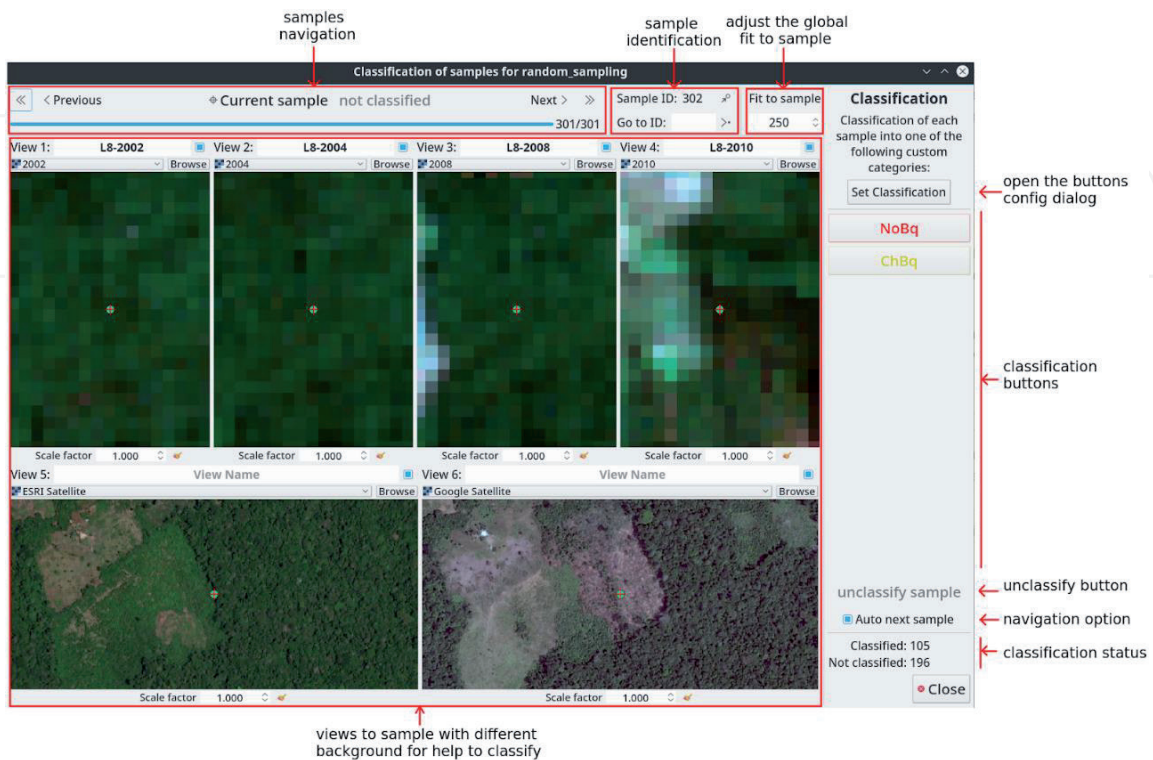 samples
navigation
sample
identification
adjust the global
fit to sample
Classification of samples for random_sampling
Previous
Current sample not classified
Next
301/301
Sample ID: 302
Go to ID:
Fit to sample
250
Classification
Classification of each
sample into one of the
following custom
categories:
Set Classification
open the buttons
config dialog
View 1: L8-2002
View 2: L8-2004
View 3: L8-2008
View 4: L8-2010
2002 Browse
2004 Browse
2008 Browse
2010 Browse
NoBq
ChBq
classification
buttons
Scale factor 1.000
Scale factor 1.000
Scale factor 1.000
Scale factor 1.000
View 5: View Name
View 6: View Name
ESRI Satellite Browse
Google Satellite Browse
unclassify sample
unclassify button
Auto next sample
navigation option
Classified: 105
Not classified: 196
classification status
Close
Scale factor 1.000
Scale factor 1.000
views to sample with different
background for help to classify